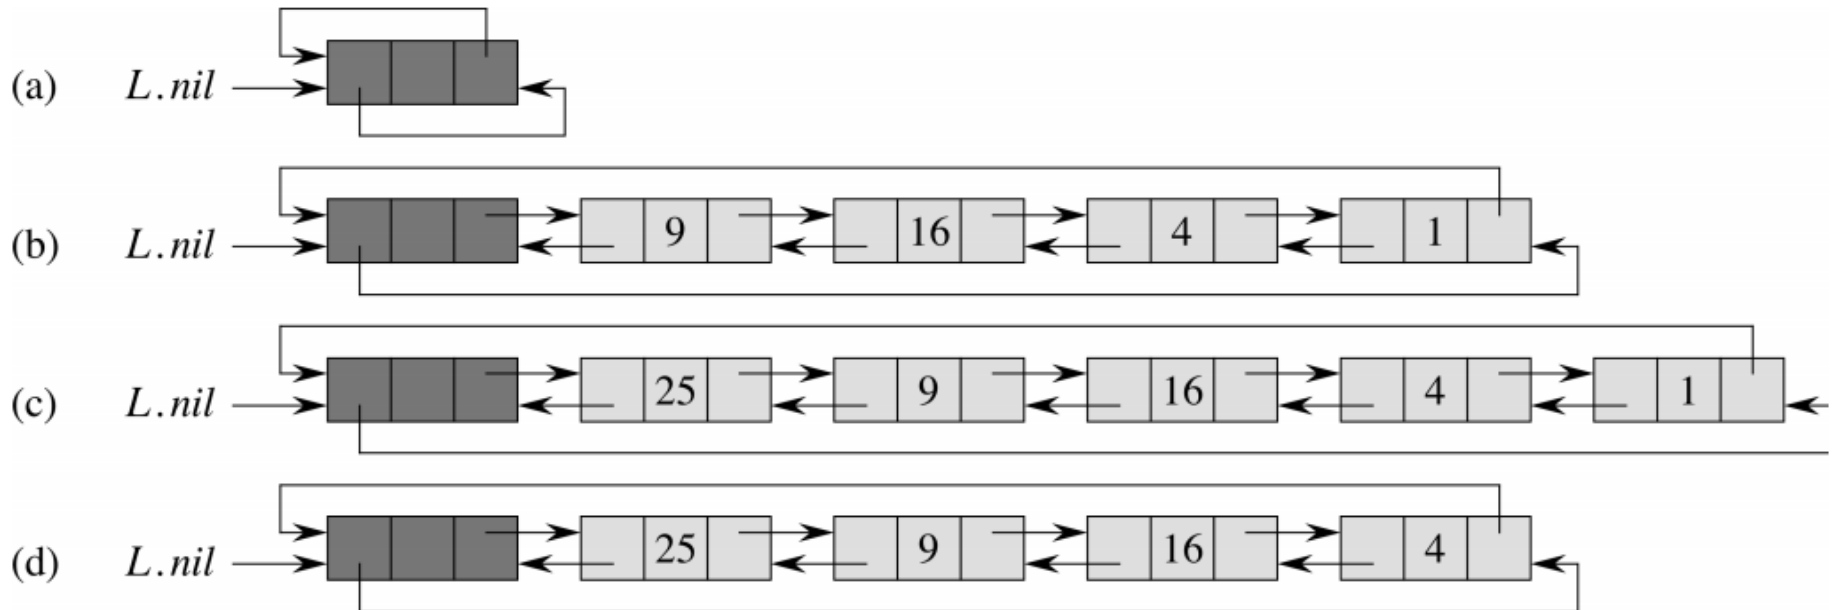 (a) L.nil
(b) L.nil 9 16 4 1
(c) L.nil 25 9 16 4 1
(d) L.nil 25 9 16 4